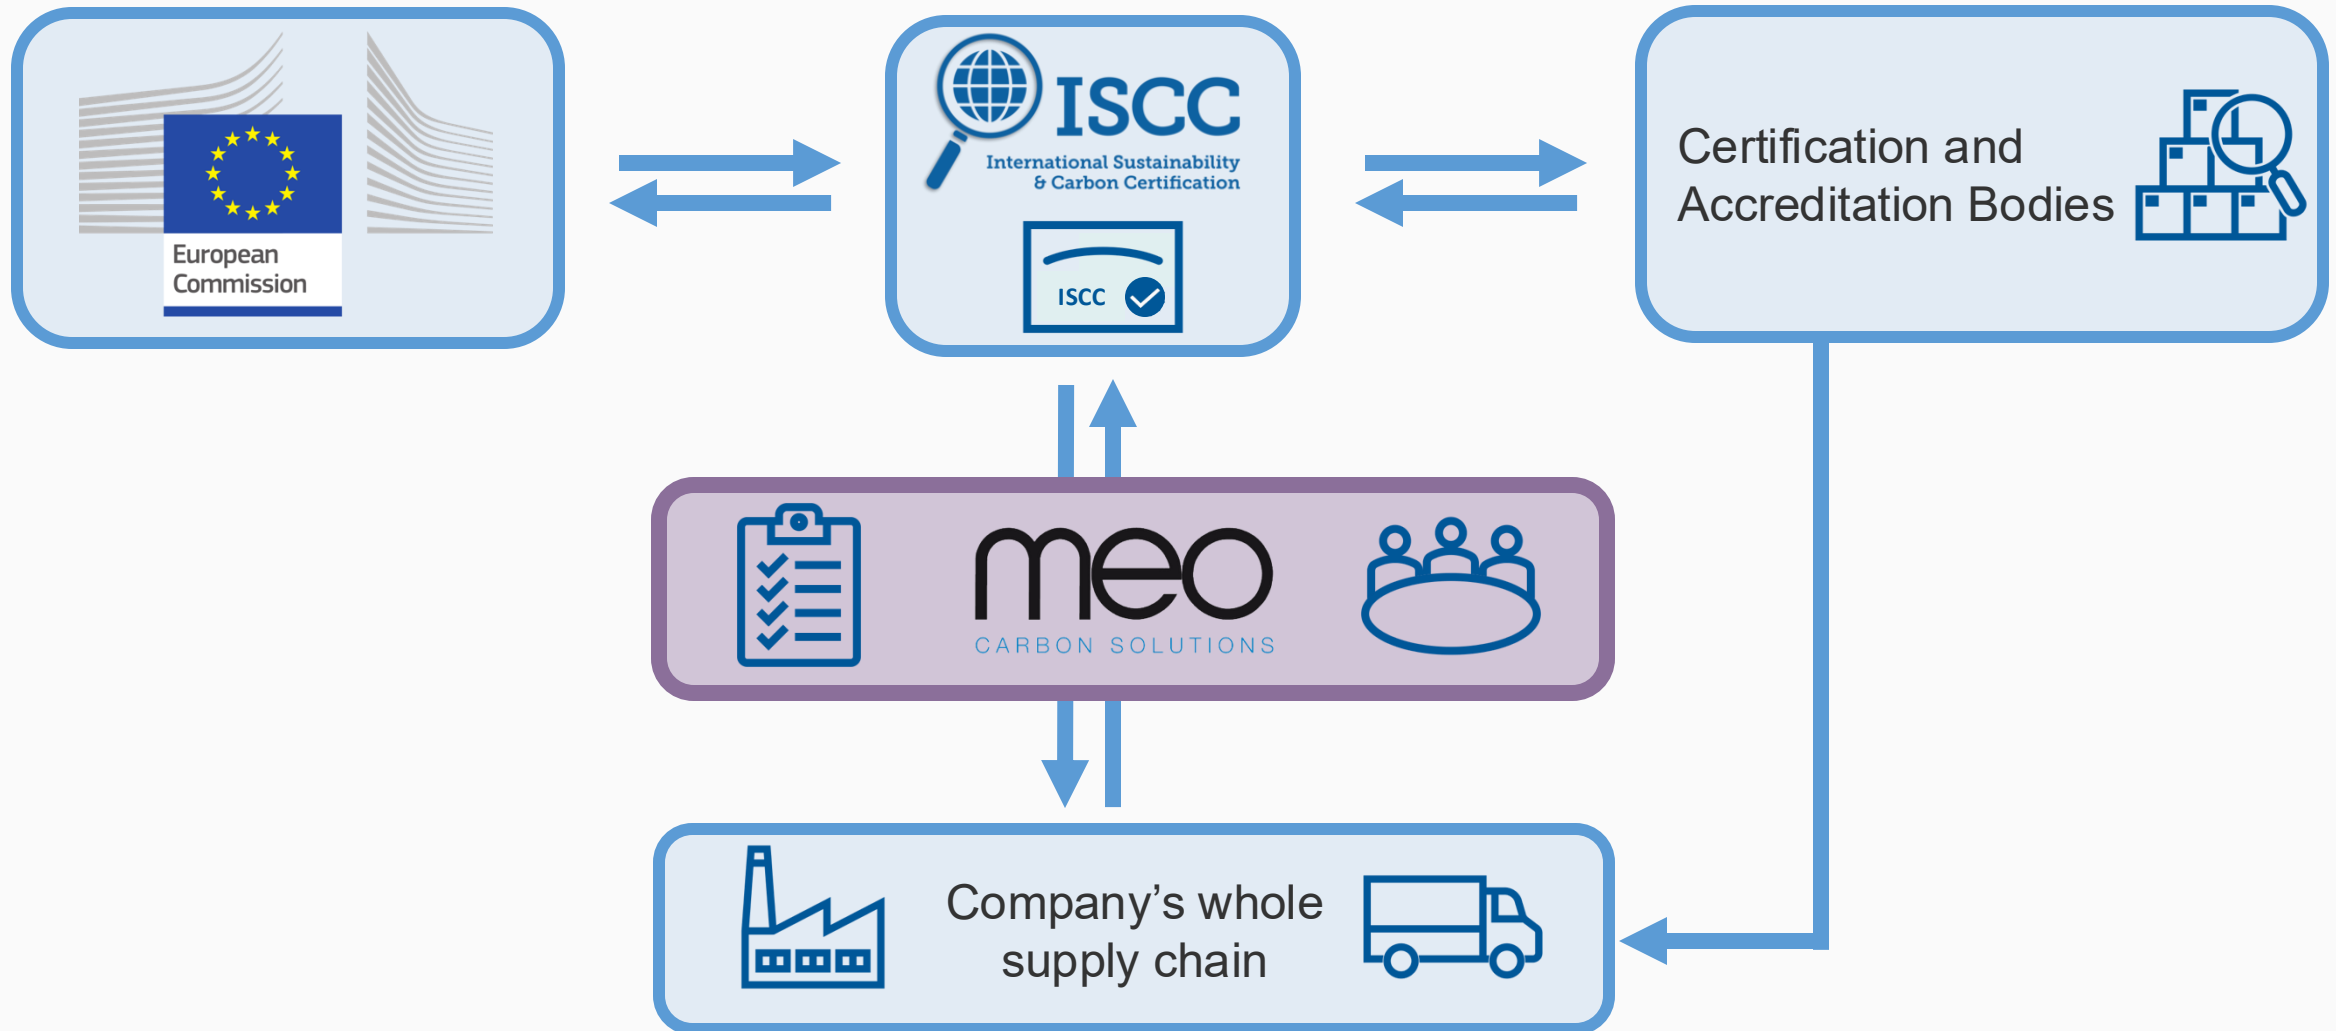 European
Commission
ISCC
International Sustainability
& Carbon Certification
ISCC
Certification and
Accreditation Bodies
meo
CARBON SOLUTIONS
Company’s whole
supply chain